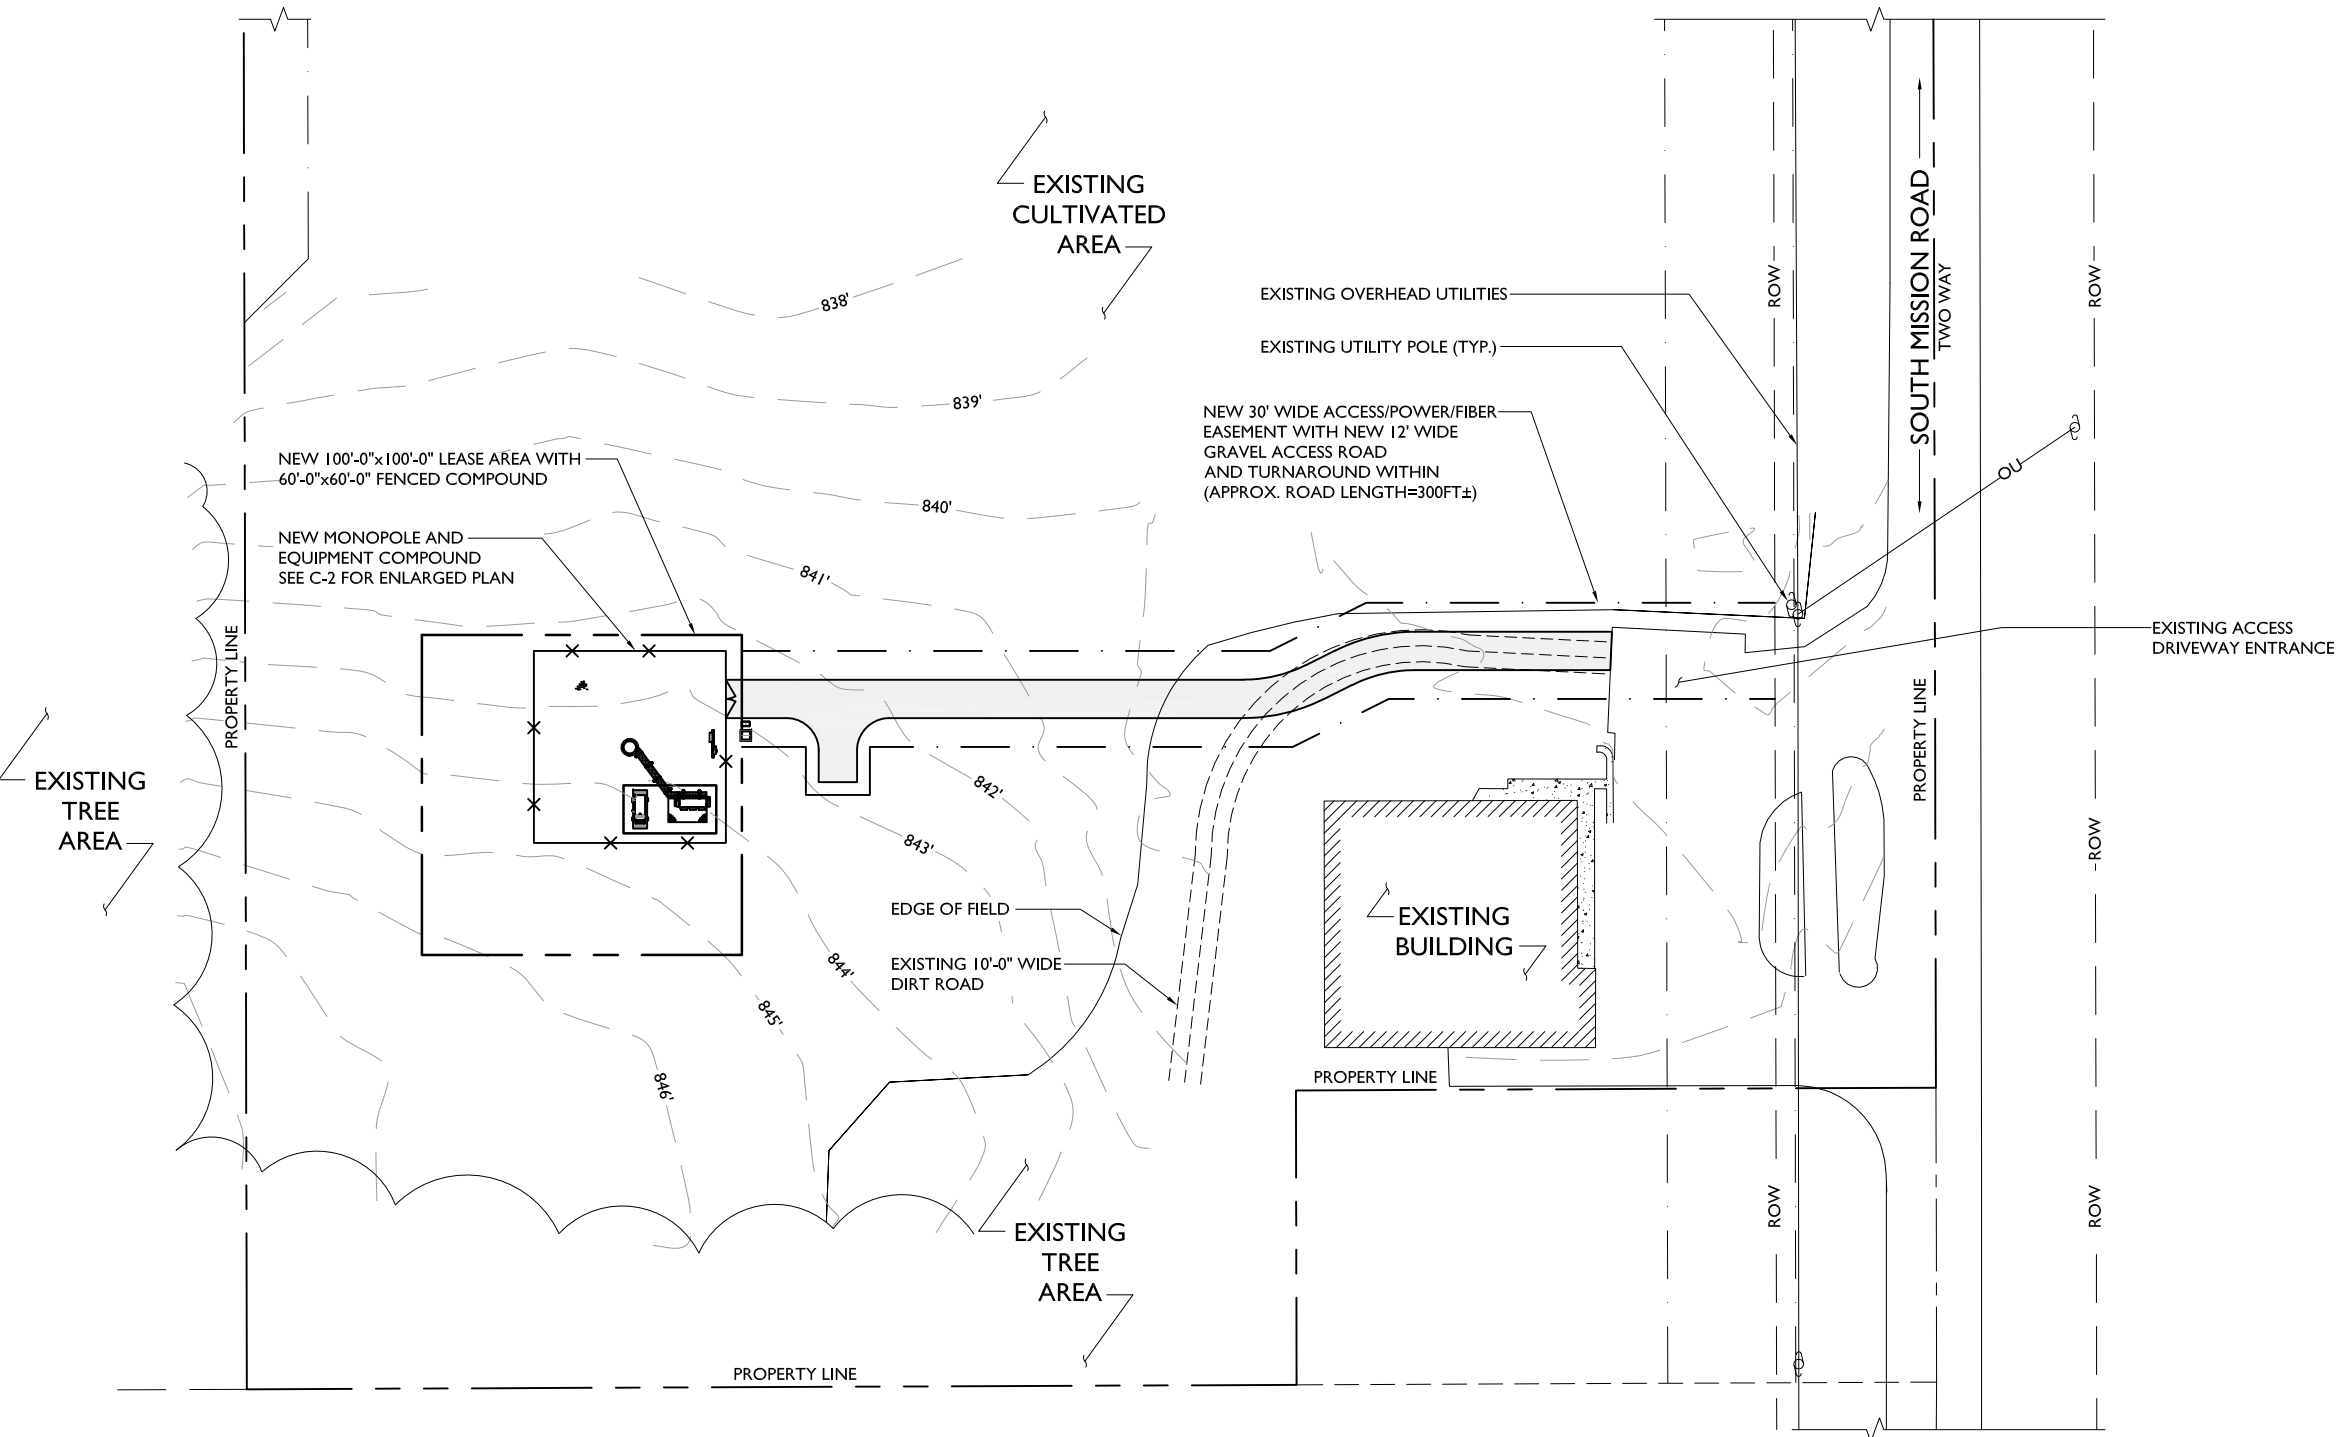 EXISTING
CULTIVATED
AREA
838'
839'
840'
841'
842'
843'
844'
845'
846'
EXISTING OVERHEAD UTILITIES
EXISTING UTILITY POLE (TYP.)
NEW 30' WIDE ACCESS/POWER/FIBER
EASEMENT WITH NEW 12' WIDE
GRAVEL ACCESS ROAD
AND TURNAROUND WITHIN
(APPROX. ROAD LENGTH=300FT±)
NEW 100'-0"x100'-0" LEASE AREA WITH
60'-0"x60'-0" FENCED COMPOUND
NEW MONOPOLE AND
EQUIPMENT COMPOUND
SEE C-2 FOR ENLARGED PLAN
PROPERTY LINE
EXISTING
TREE
AREA
EDGE OF FIELD
EXISTING 10'-0" WIDE
DIRT ROAD
EXISTING
BUILDING
PROPERTY LINE
EXISTING
TREE
AREA
PROPERTY LINE
ROW
ROW
SOUTH MISSION ROAD
TWO WAY
OU
EXISTING ACCESS
DRIVEWAY ENTRANCE
PROPERTY LINE
ROW
ROW
ROW